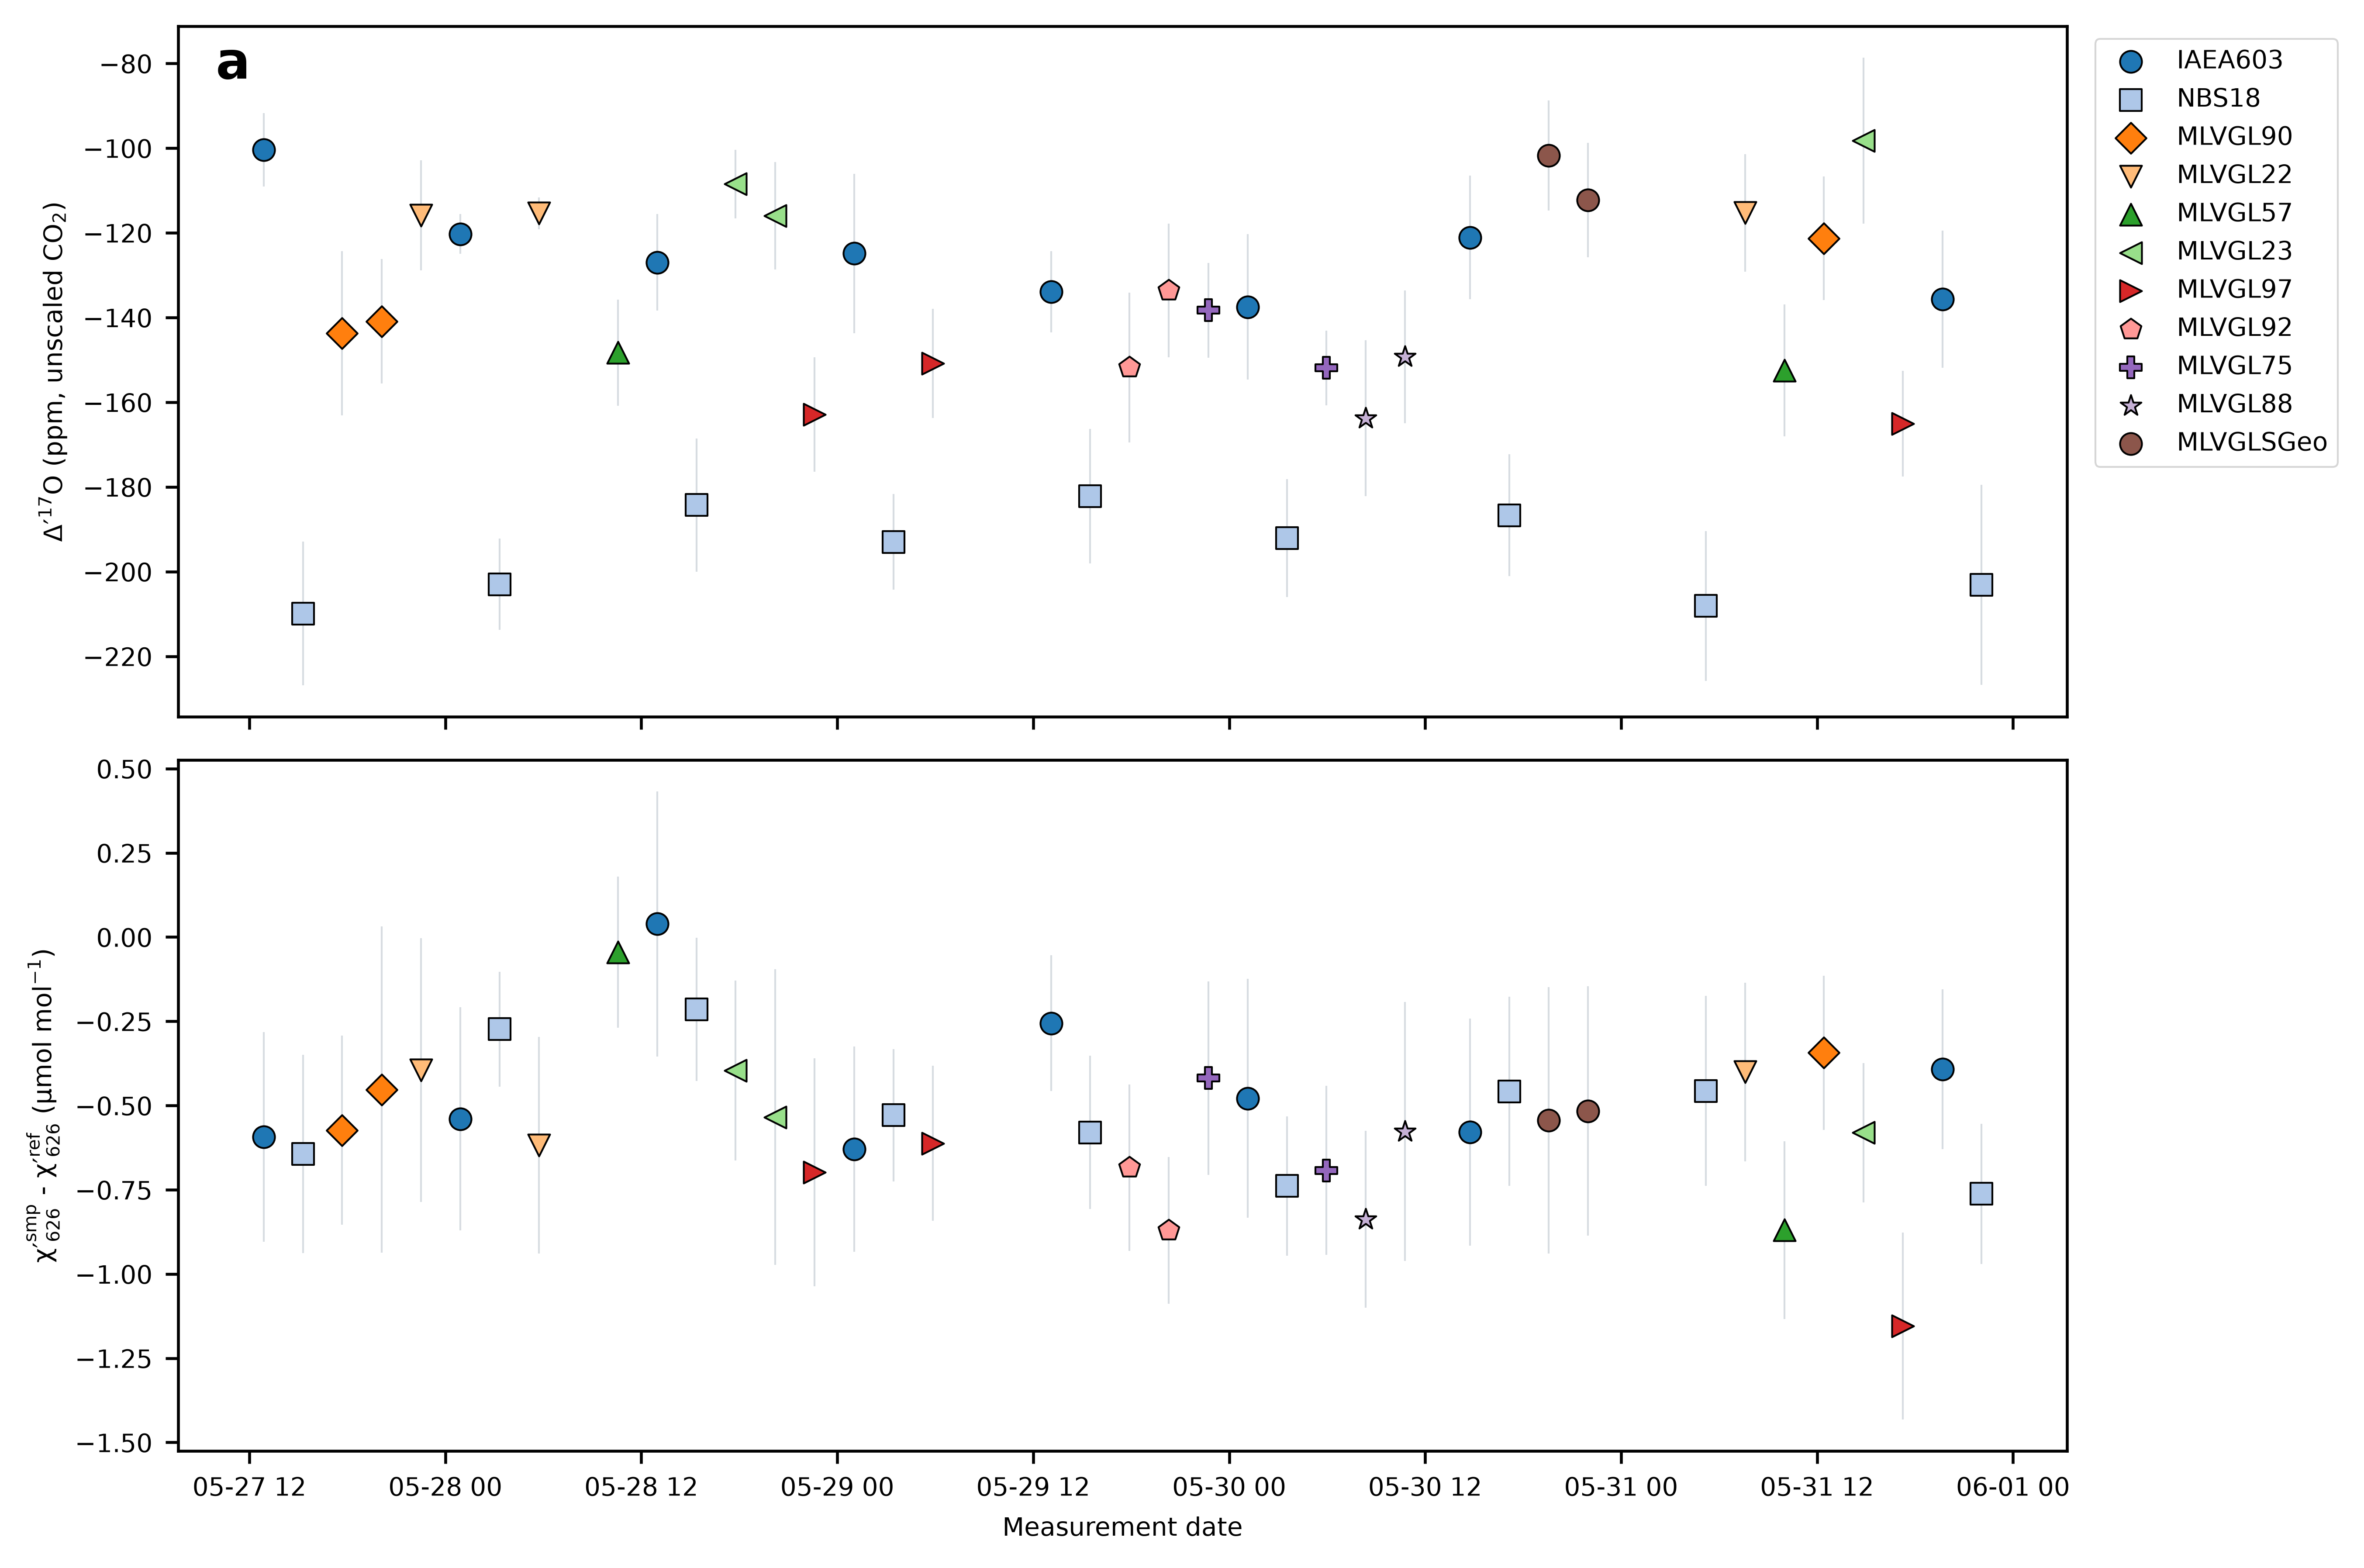 a
−80
−100
−120
−140
−160
−180
−200
−220
Δ′¹⁷O (ppm, unscaled CO₂)
IAEA603
NBS18
MLVGL90
MLVGL22
MLVGL57
MLVGL23
MLVGL97
MLVGL92
MLVGL75
MLVGL88
MLVGLSGeo
0.50
0.25
0.00
−0.25
−0.50
−0.75
−1.00
−1.25
−1.50
χ′⁠smp 626 - χ′ref 626 (μmol mol⁻¹)
05-27 12
05-28 00
05-28 12
05-29 00
05-29 12
05-30 00
05-30 12
05-31 00
05-31 12
06-01 00
Measurement date